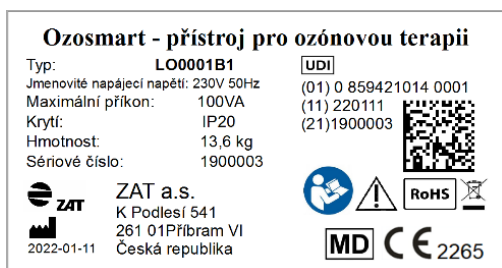 Ozosmart - přístroj pro ozónovou terapii
Typ: LO0001B1
Jmenovité napájecí napětí: 230V 50Hz
Maximální příkon: 100VA
Krytí: IP20
Hmotnost: 13,6 kg
Sériové číslo: 1900003
UDI
(01) 0 859421014 0001
(11) 220111
(21)1900003
ZAT
2022-01-11
ZAT a.s.
K Podlesí 541
261 01Příbram VI
Česká republika
RoHS
MD CE 2265